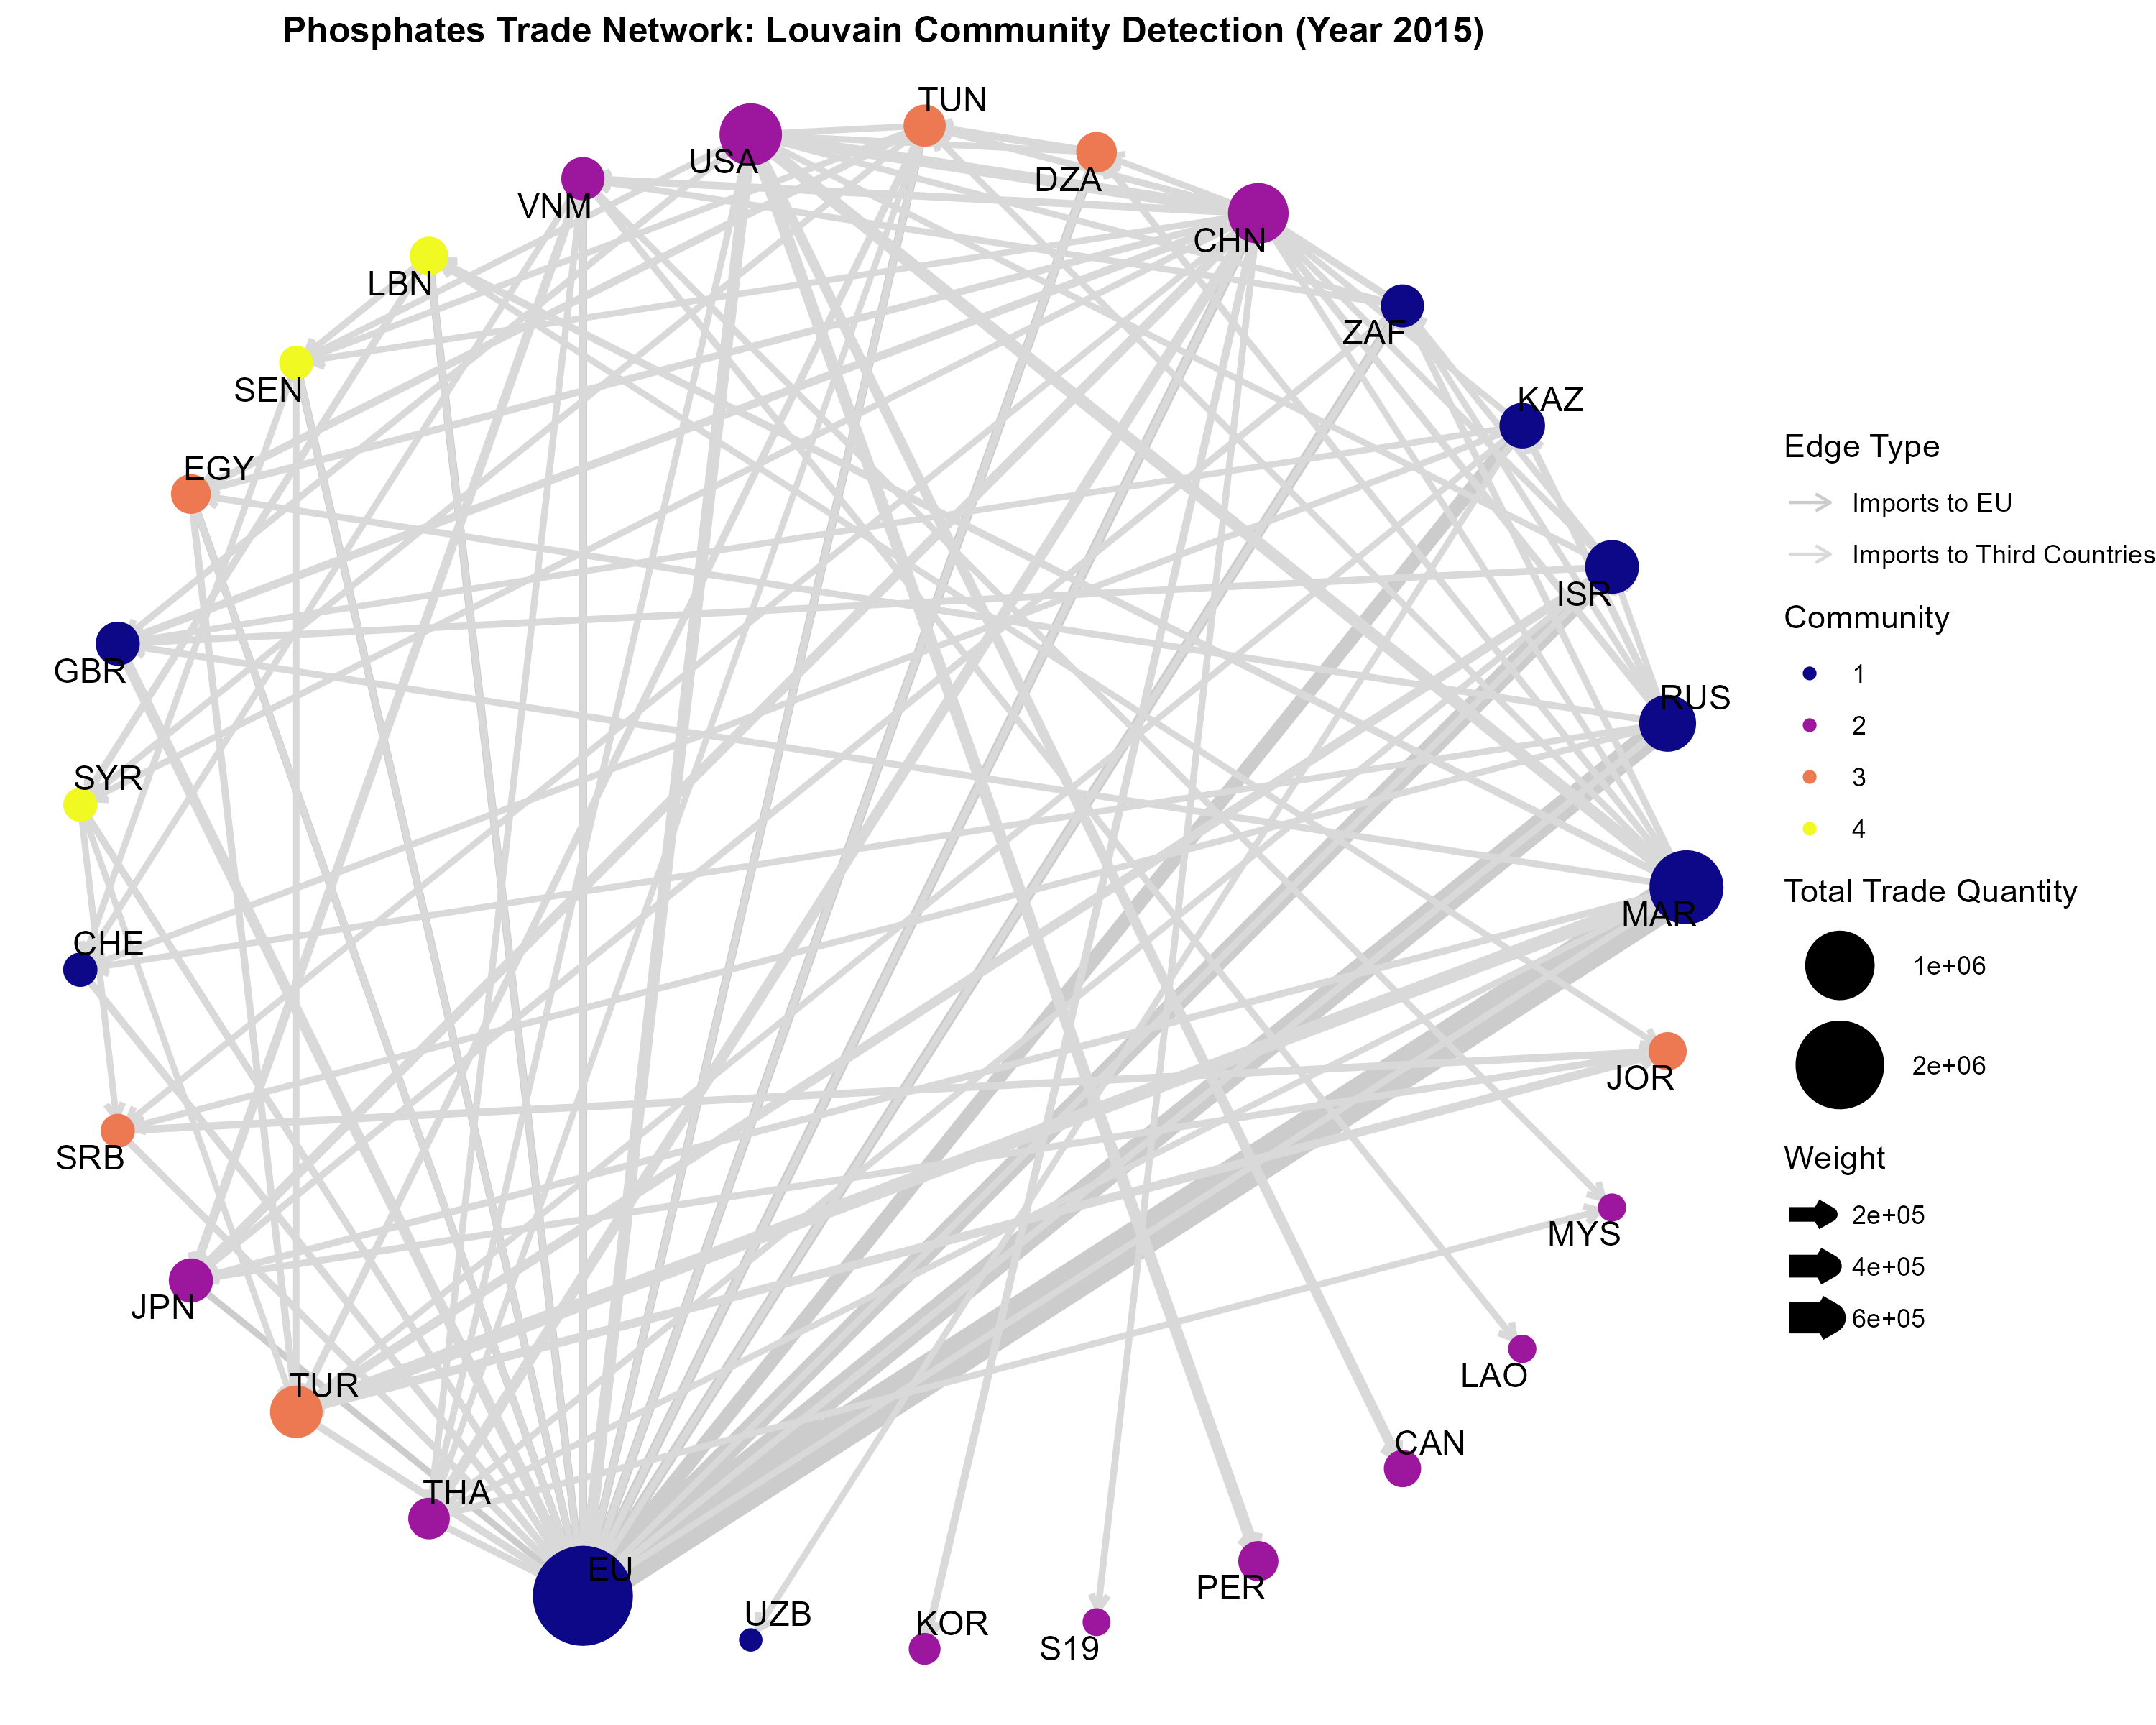 Phosphates Trade Network: Louvain Community Detection (Year 2015)
TUN
USA
DZA
VNM
CHN
LBN
ZAF
SEN
KAZ
EGY
ISR
GBR
RUS
SYR
MAR
CHE
JOR
SRB
MYS
JPN
LAO
TUR
CAN
THA
PER
EU
UZB
KOR
S19
Edge Type
Imports to EU
Imports to Third Countries
Community
1
2
3
4
Total Trade Quantity
1e+06
2e+06
Weight
2e+05
4e+05
6e+05